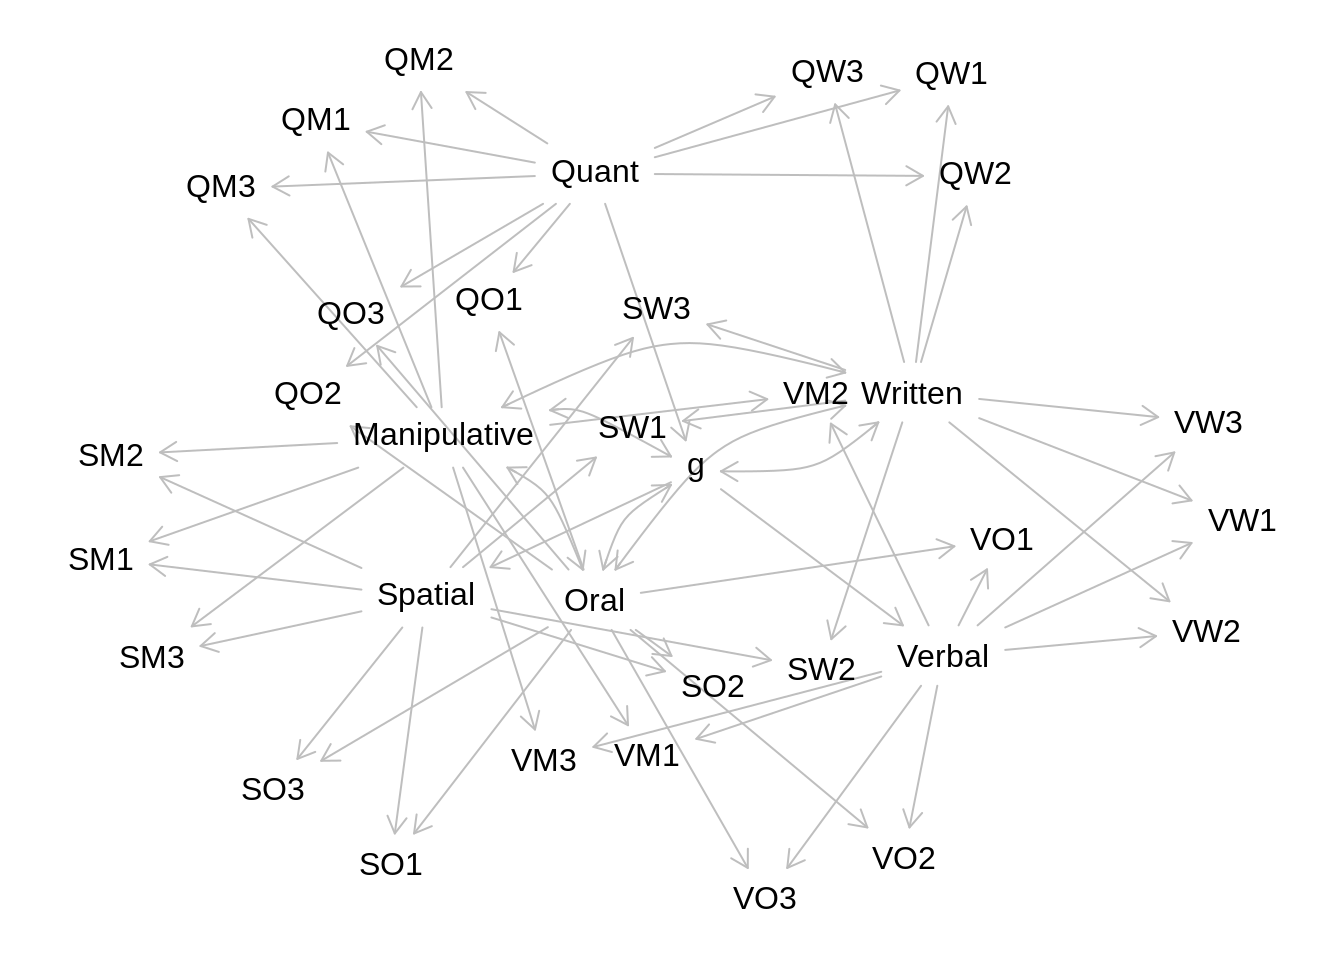 QM2
QW3
QW1
QM1
Quant
QM3
QW2
QO3
QO1
SW3
QO2
VM2
Written
VW3
SM2
Manipulative
SW1
g
VW1
SM1
VO1
Spatial
Oral
VW2
SM3
SO2
SW2
Verbal
VM3
VM1
SO3
SO1
VO2
VO3